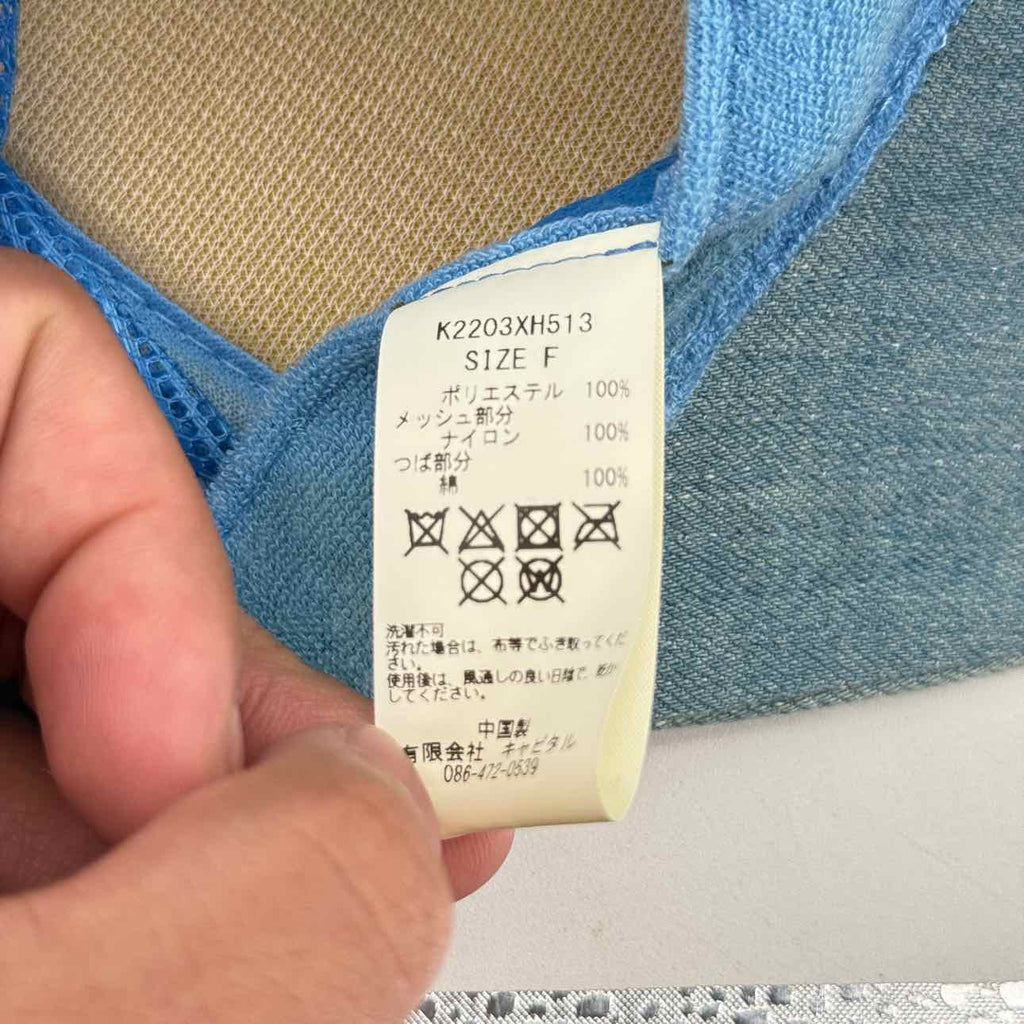 K2203XH513
SIZE F
ポリエステル 100%
メッシュ部分
ナイロン 100%
つば部分
綿 100%
洗濯不可
汚れた場合は、布等でふき取ってくだ
さい。
使用後は、風通しの良い日陰で、乾か
してください。
中国製
有限会社 キャピタル
086-472-0539